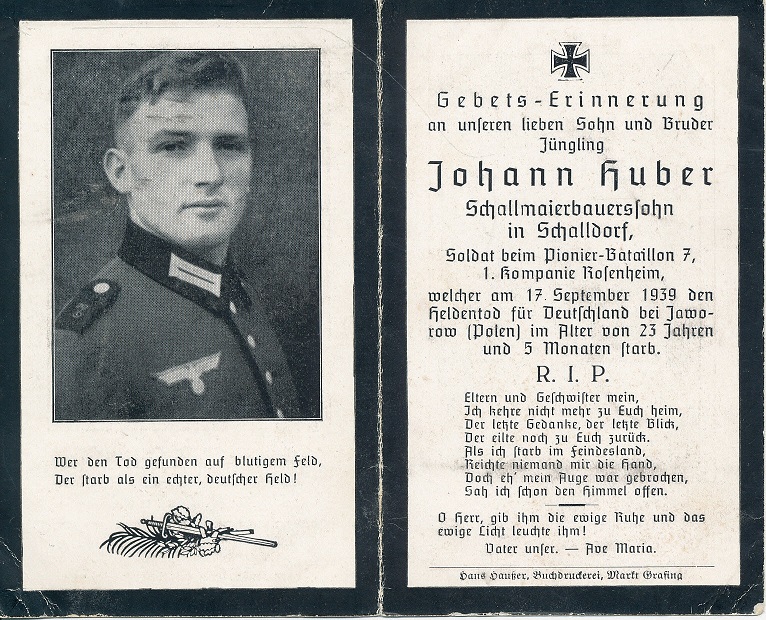 Wer den Tod gefunden auf blutigem Feld,
Der starb als ein echter, deutscher Held!
Gebets-Erinnerung
an unseren lieben Sohn und Bruder
Jüngling
Johann Huber
Schallmaierbauerssohn
in Schalldorf,
Soldat beim Pionier-Bataillon 7,
1. Kompanie Rosenheim,
welcher am 17. September 1939 den
Heldentod für Deutschland bei Jawo-
row (Polen) im Alter von 23 Jahren
und 5 Monaten starb.
R. I. P.
Eltern und Geschwister mein,
Ich kehre nicht mehr zu Euch heim,
Der letzte Gedanke, der letzte Blick,
Der eilte noch zu Euch zurück.
Als ich starb im Feindesland,
Reichte niemand mir die Hand,
Doch eh' mein Auge war gebrochen,
Sah ich schon den Himmel offen.
O Herr, gib ihm die ewige Ruhe und das
ewige Licht leuchte ihm!
Vater unser. — Ave Maria.
Hans Hautzer, Buchdruckerei, Markt Grafing